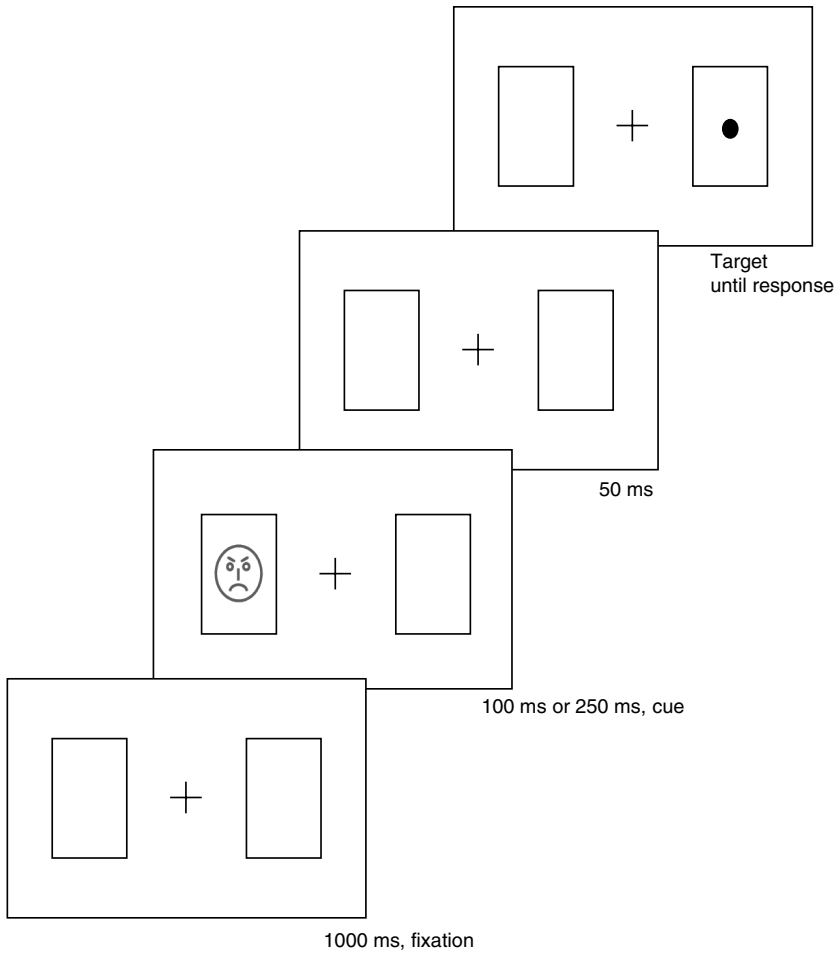 Target
until response
50 ms
100 ms or 250 ms, cue
1000 ms, fixation